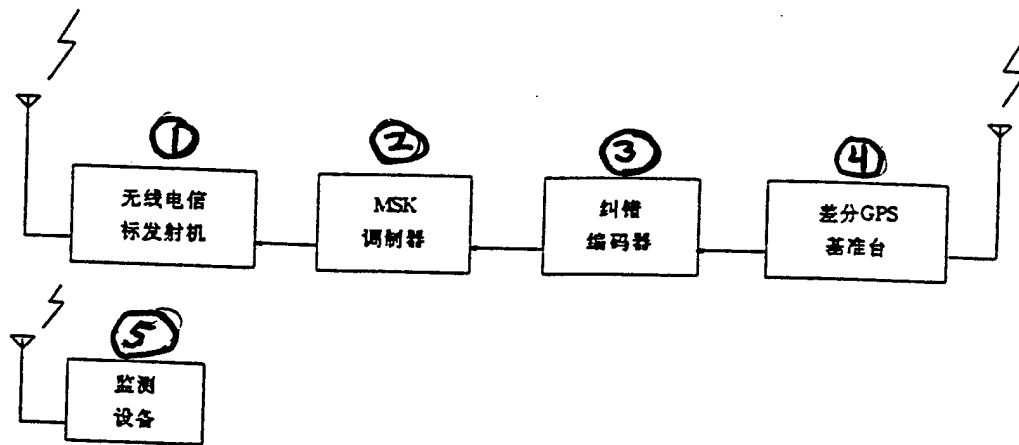 ①
②
③
④
无线电信
标发射机
MSK
调制器
纠错
编码器
差分GPS
基准台
⑤
监测
设备